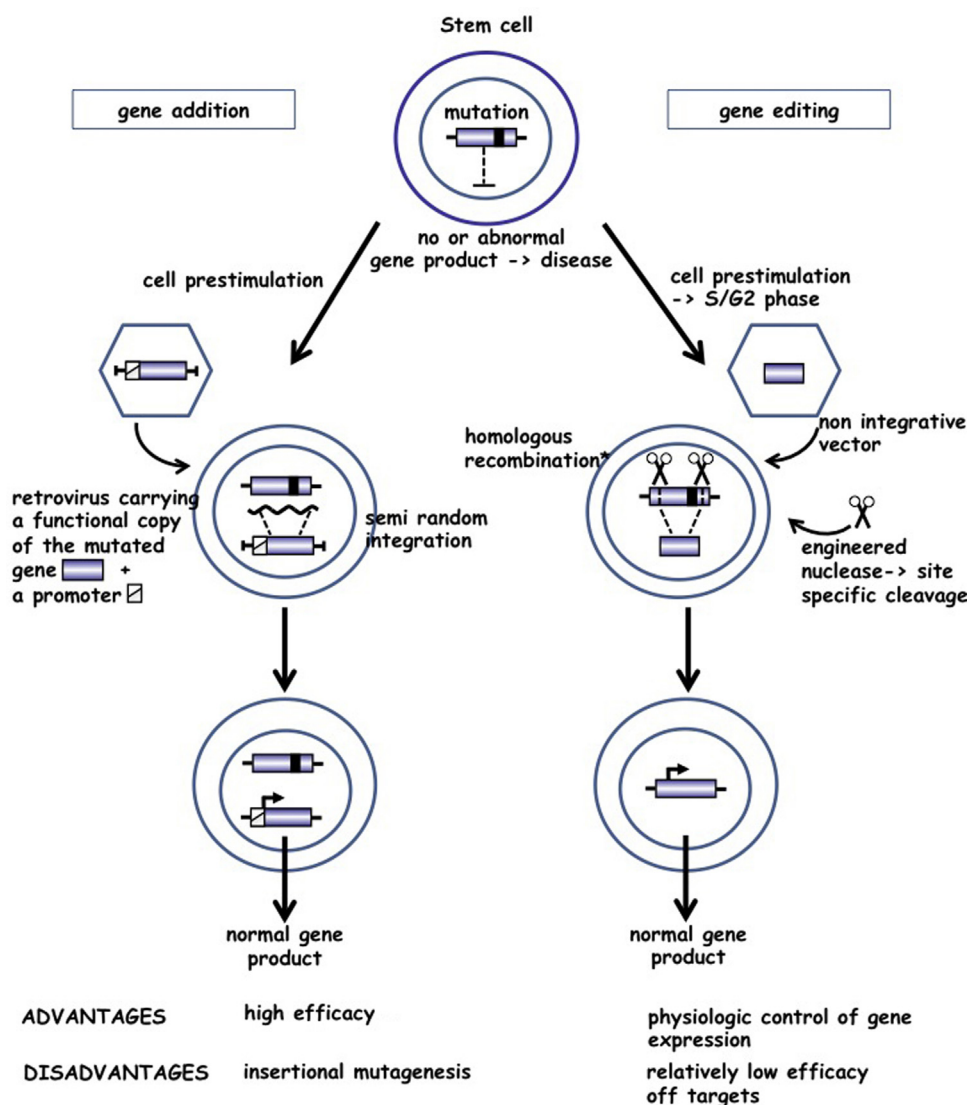 Stem cell
gene addition
gene editing
mutation
no or abnormal
gene product -> disease
cell prestimulation
cell prestimulation
-> S/G2 phase
non integrative
vector
homologous
recombination*
retrovirus carrying
a functional copy
of the mutated
gene +
a promoter
semi random
integration
engineered
nuclease-> site
specific cleavage
normal gene
product
normal gene
product
ADVANTAGES
high efficacy
physiologic control of gene
expression
DISADVANTAGES
insertional mutagenesis
relatively low efficacy
off targets